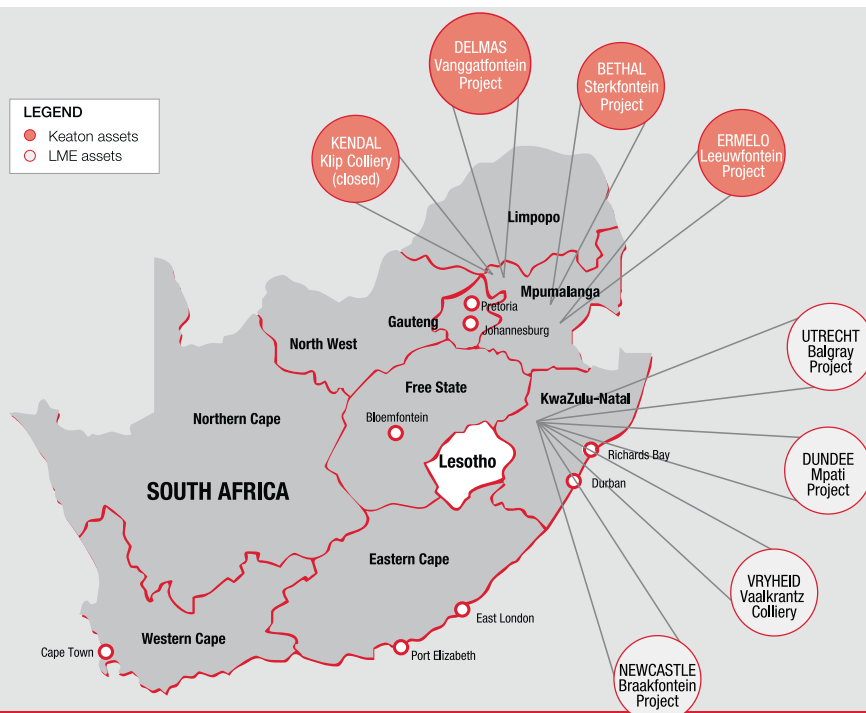 LEGEND
Keaton assets
LME assets
DELMAS
Vanggatfontein
Project
BETHAL
Sterkfontein
Project
KENDAL
Klip Colliery
(closed)
ERMELO
Leeuwfontein
Project
Limpopo
Mpumalanga
Pretoria
Gauteng
Johannesburg
North West
UTRECHT
Balgray
Project
Free State
KwaZulu-Natal
Northern Cape
Bloemfontein
Lesotho
Richards Bay
DUNDEE
Mpati
Project
SOUTH AFRICA
Durban
Eastern Cape
VRYHEID
Vaalkrantz
Colliery
East London
Western Cape
Cape Town
Port Elizabeth
NEWCASTLE
Braakfontein
Project